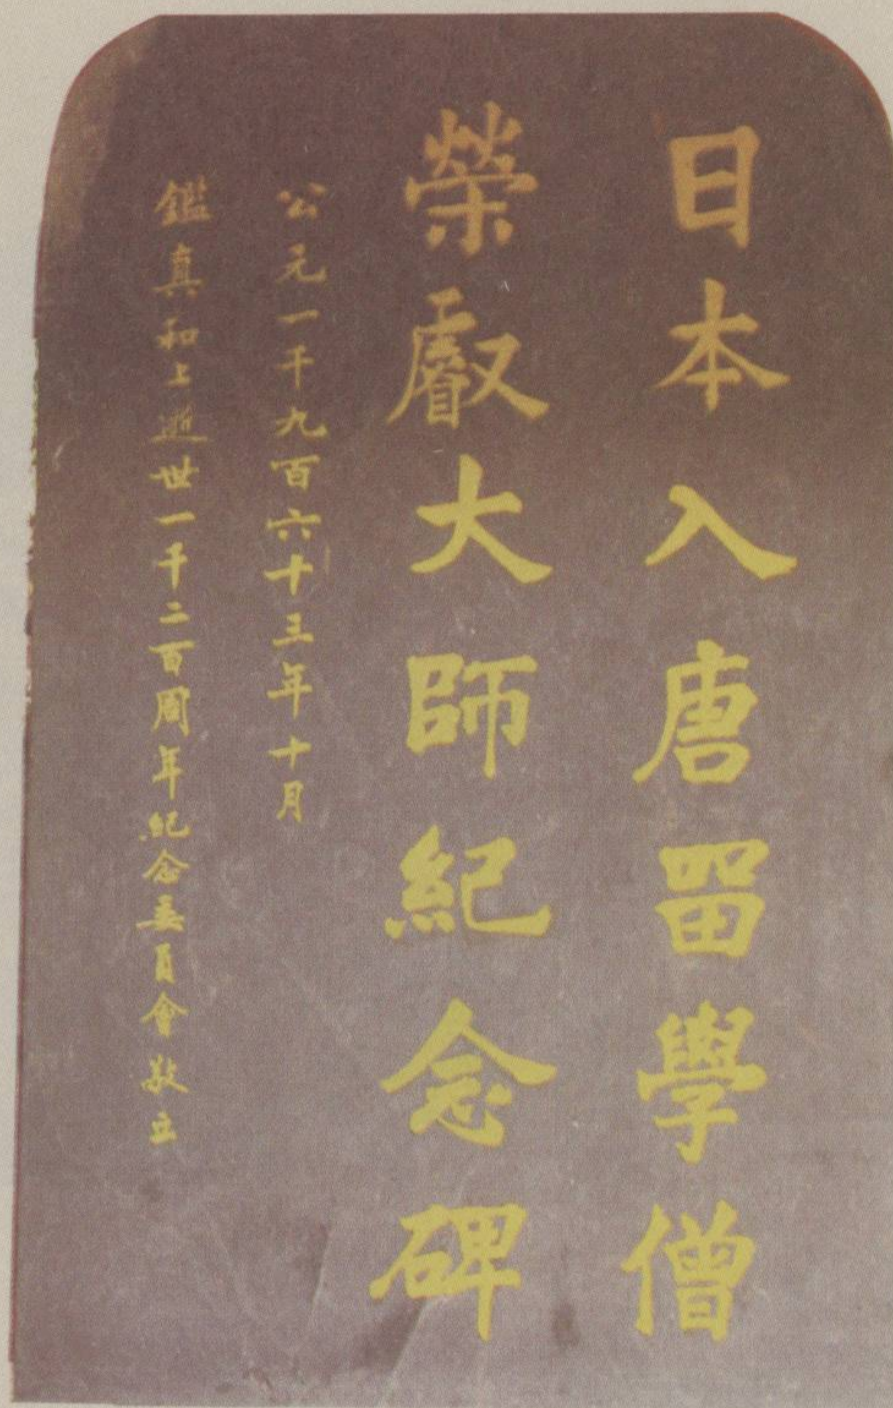 日本入唐留學僧
榮叡大師紀念碑
公元一千九百六十三年十月
鑑真和上逝世一千二百周年紀念委員會敬立